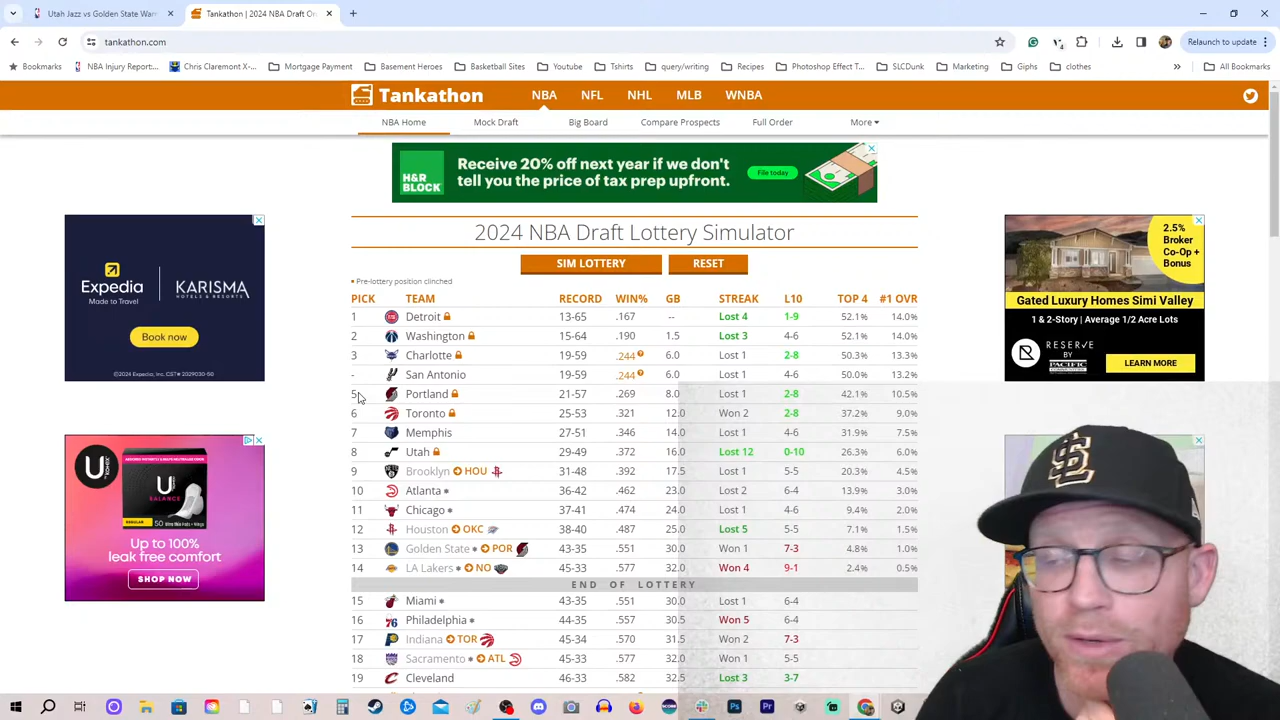 Utah Jazz vs Golden State War
Tankathon | 2024 NBA Draft O
tankathon.com
Relaunch to update
Bookmarks
NBA Injury Report:...
Chris Claremont X-...
Mortgage Payment
Basement Heroes
Basketball Sites
Youtube
Tshirts
query/writing
Recipes
Photoshop Effect T...
SLCDunk
Marketing
Giphs
clothes
All Bookmarks
Tankathon
NBA
NFL
NHL
MLB
WNBA
NBA Home
Mock Draft
Big Board
Compare Prospects
Full Order
More
H&R BLOCK
Receive 20% off next year if we don't
tell you the price of tax prep upfront.
File today
Expedia
Made to Travel
KARISMA
HOTELS & RESORTS
Book now
©2024 Expedia, Inc. CST# 2029030-50
2.5%
Broker
Co-Op +
Bonus
Gated Luxury Homes Simi Valley
1 & 2-Story | Average 1/2 Acre Lots
RESERVE
BY
PACIFIC
LEARN MORE
U
BALANCE
REGULAR
50
Up to 100%
leak free comfort
SHOP NOW
2024 NBA Draft Lottery Simulator
SIM LOTTERY
RESET
Pre-lottery position clinched
PICK TEAM RECORD WIN% GB STREAK L10 TOP 4 #1 OVR
1 Detroit 13-65 .167 -- Lost 4 1-9 52.1% 14.0%
2 Washington 15-64 .190 1.5 Lost 3 4-6 52.1% 14.0%
3 Charlotte 19-59 .244 6.0 Lost 1 2-8 50.3% 13.3%
4 San Antonio 19-59 .244 6.0 Lost 1 5-5 50.0% 13.2%
5 Portland 21-57 .269 8.0 Lost 1 2-8 42.1% 10.5%
6 Toronto 25-53 .321 12.0 Won 2 2-8 37.2% 9.0%
7 Memphis 27-51 .346 14.0 Lost 1 4-6 31.9% 7.5%
8 Utah 29-49 .372 16.0 Lost 12 0-10 26.3% 6.0%
9 Brooklyn HOU 31-48 .392 17.5 Lost 1 5-5 20.3% 4.5%
10 Atlanta 36-42 .462 23.0 Lost 2 6-4 13.9% 3.0%
11 Chicago 37-41 .474 24.0 Lost 1 4-6 9.4% 2.0%
12 Houston OKC 38-40 .487 25.0 Lost 5 5-5 7.1% 1.5%
13 Golden State POR 43-35 .551 30.0 Won 1 7-3 4.8% 1.0%
14 LA Lakers NO 45-33 .577 32.0 Won 4 9-1 2.4% 0.5%
END OF LOTTERY
15 Miami 43-35 .551 30.0 Lost 1 6-4
16 Philadelphia 44-35 .557 30.5 Won 5 6-4
17 Indiana TOR 45-34 .570 31.5 Won 2 7-3
18 Sacramento ATL 45-33 .577 32.0 Won 1 5-5
19 Cleveland 46-33 .582 32.5 Lost 3 3-7